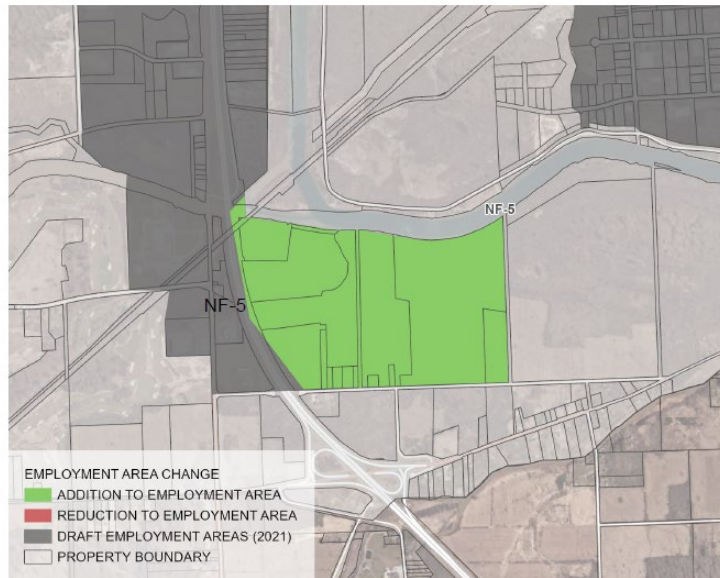 NF-5
NF-5
EMPLOYMENT AREA CHANGE
ADDITION TO EMPLOYMENT AREA
REDUCTION TO EMPLOYMENT AREA
DRAFT EMPLOYMENT AREAS (2021)
PROPERTY BOUNDARY